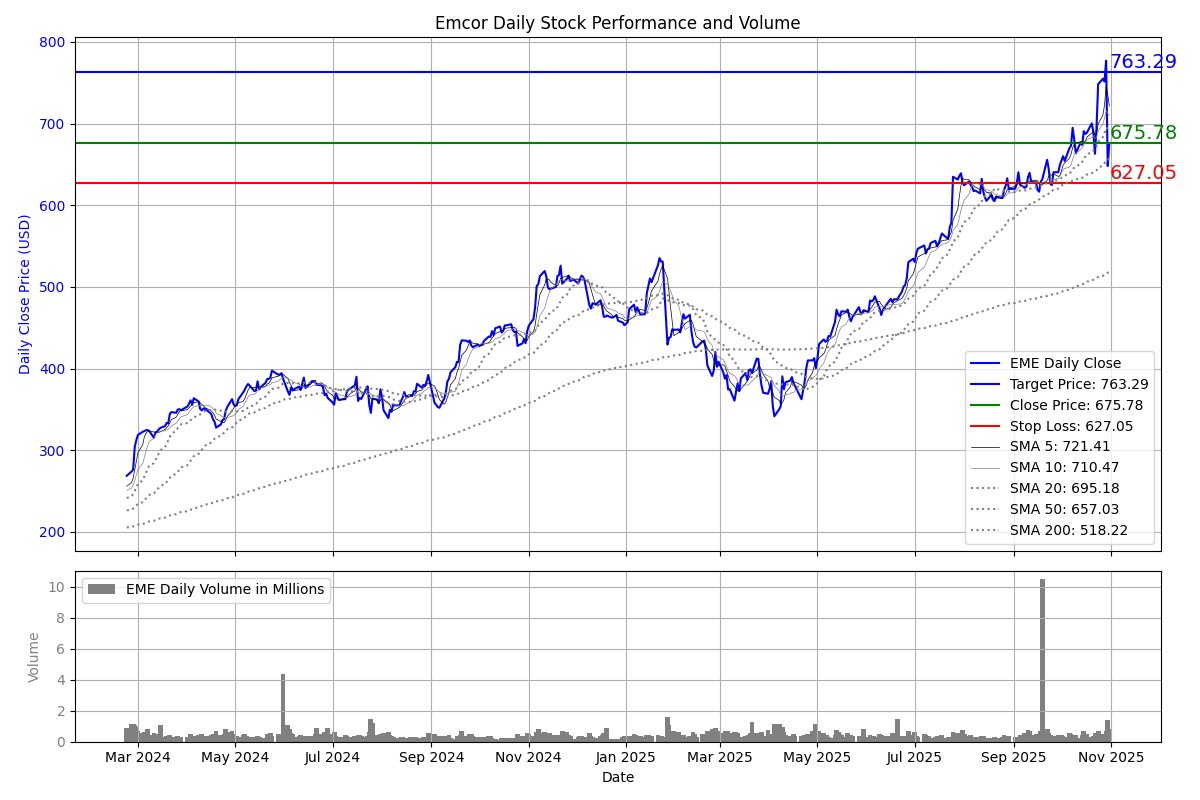 Emcor Daily Stock Performance and Volume
800
700
600
500
400
300
200
Daily Close Price (USD)
763.29
675.78
627.05
EME Daily Close
Target Price: 763.29
Close Price: 675.78
Stop Loss: 627.05
SMA 5: 721.41
SMA 10: 710.47
SMA 20: 695.18
SMA 50: 657.03
SMA 200: 518.22
EME Daily Volume in Millions
10
8
6
4
2
0
Volume
Mar 2024 May 2024 Jul 2024 Sep 2024 Nov 2024 Jan 2025 Mar 2025 May 2025 Jul 2025 Sep 2025 Nov 2025
Date